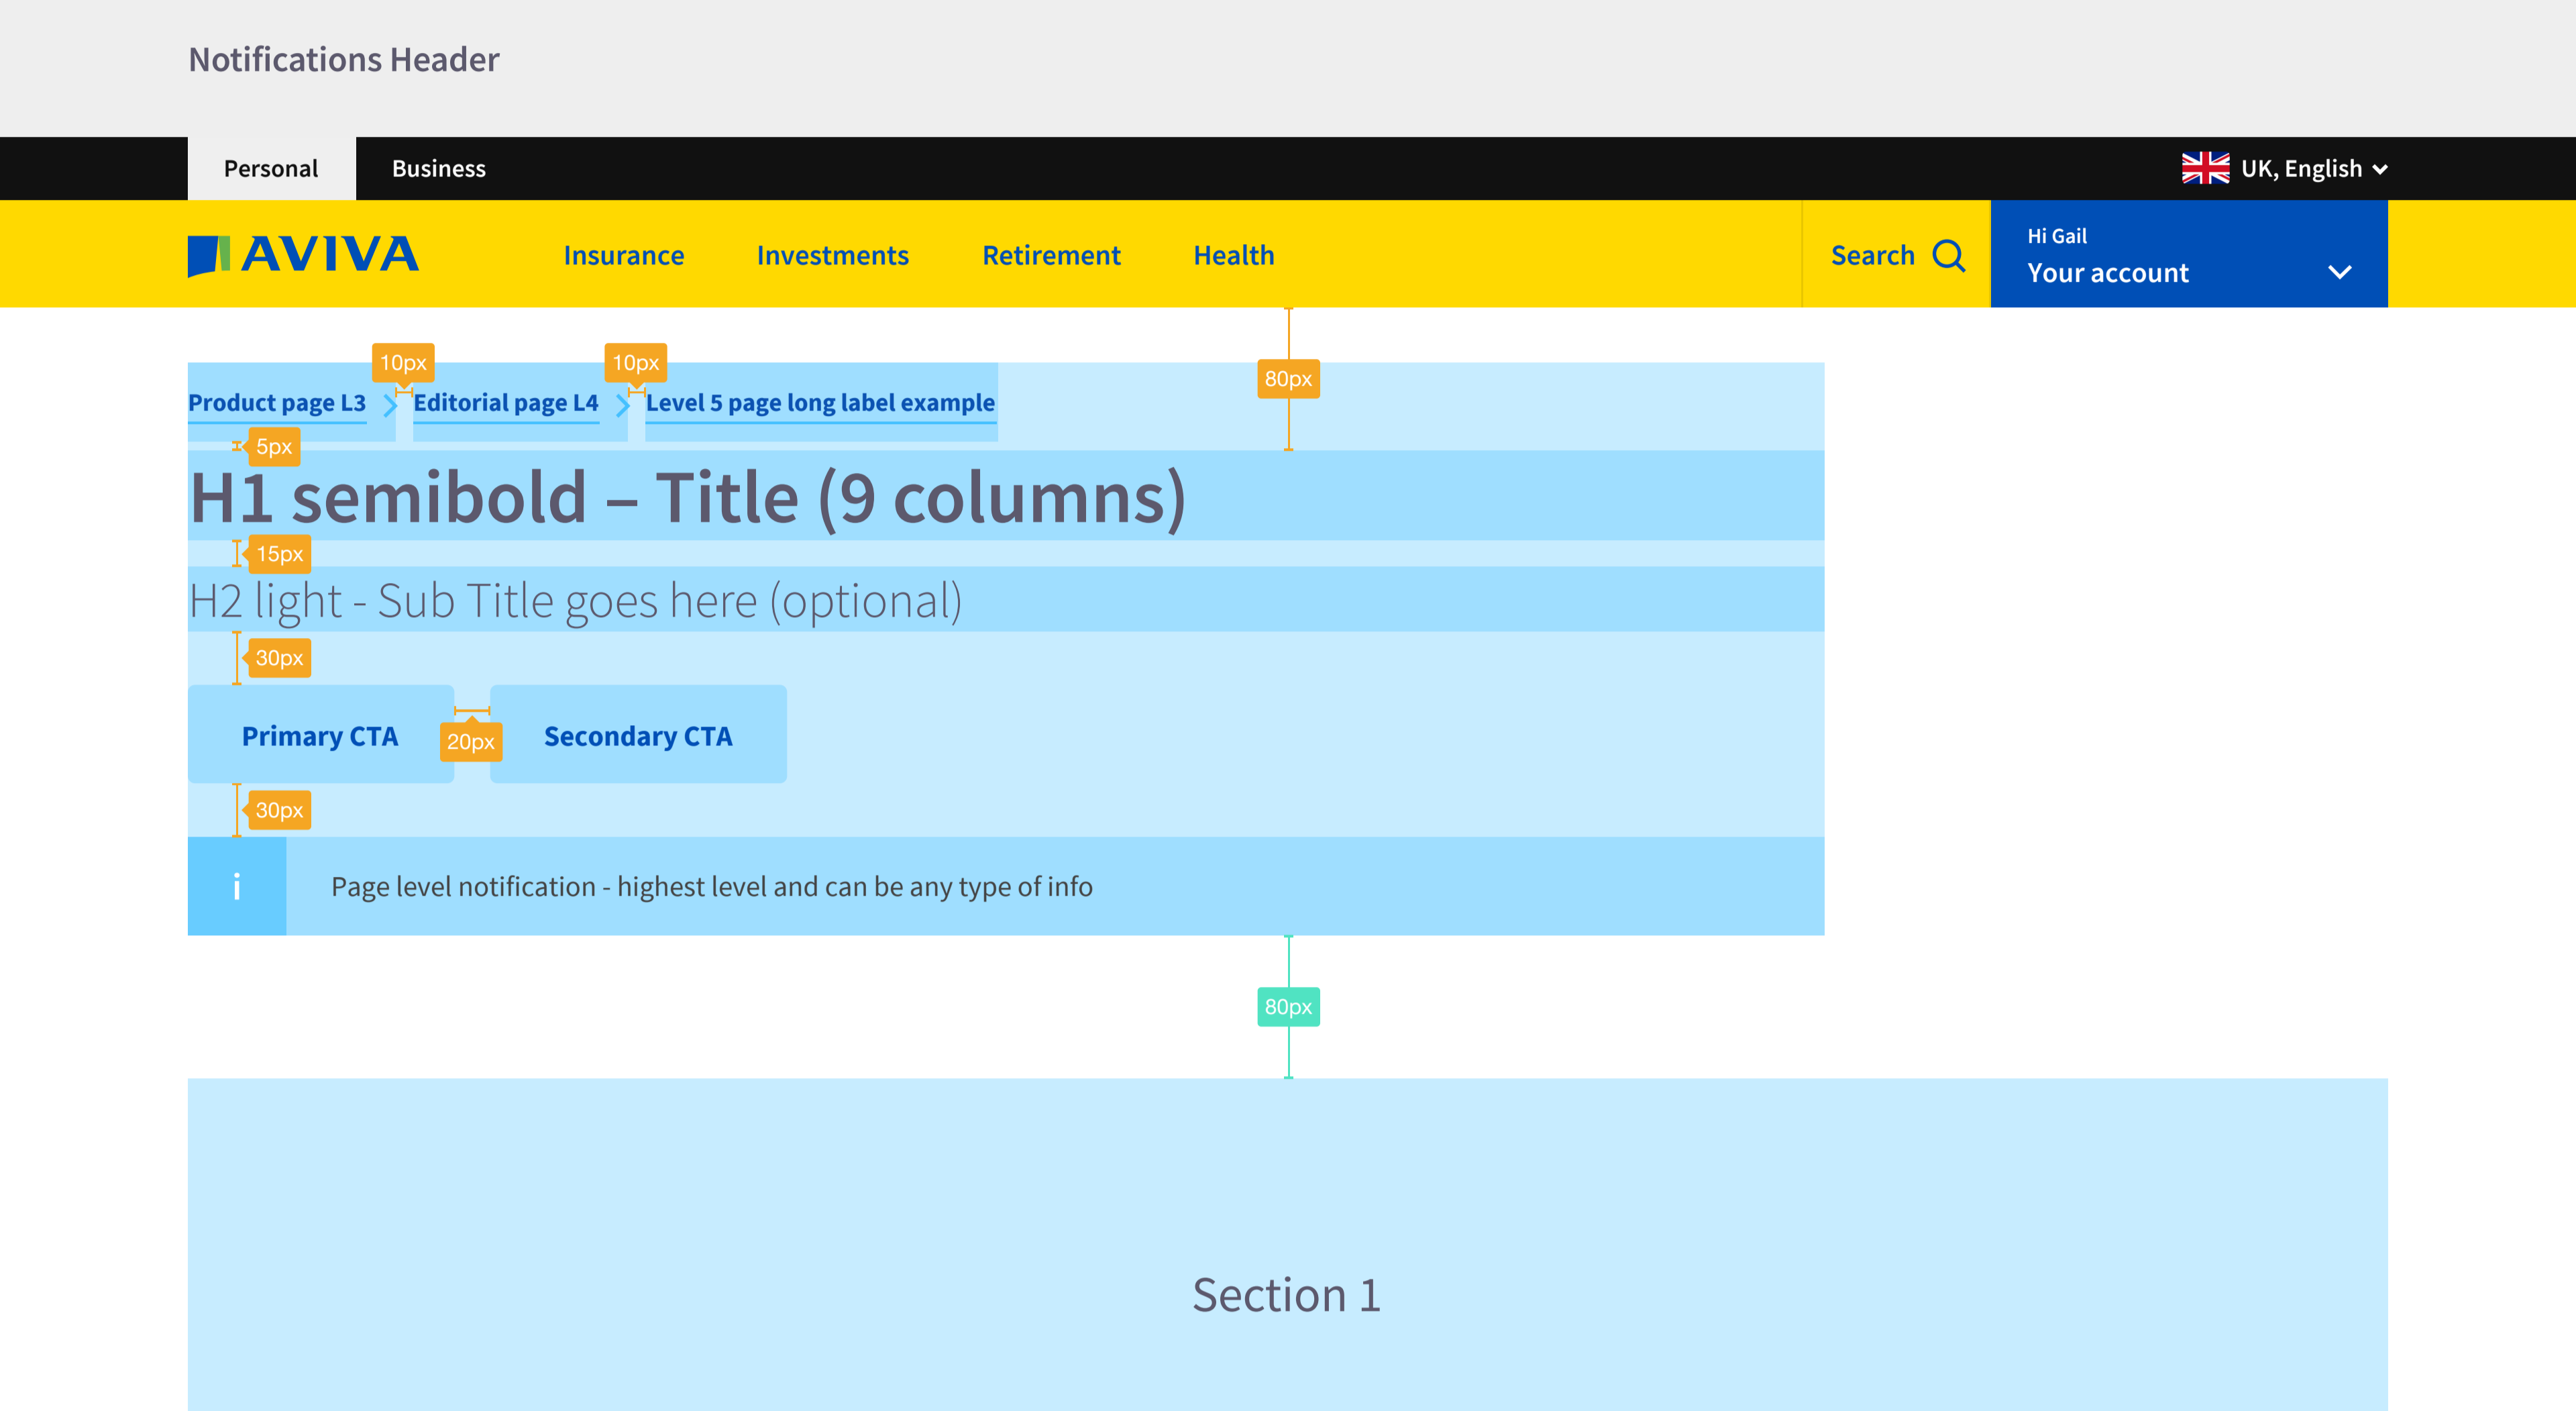 Notifications Header
Personal Business UK, English
AVIVA Insurance Investments Retirement Health Search Hi Gail
Your account
10px 10px
80px
Product page L3 Editorial page L4 Level 5 page long label example
5px
H1 semibold – Title (9 columns)
15px
H2 light - Sub Title goes here (optional)
30px
Primary CTA 20px Secondary CTA
30px
i Page level notification - highest level and can be any type of info
80px
Section 1